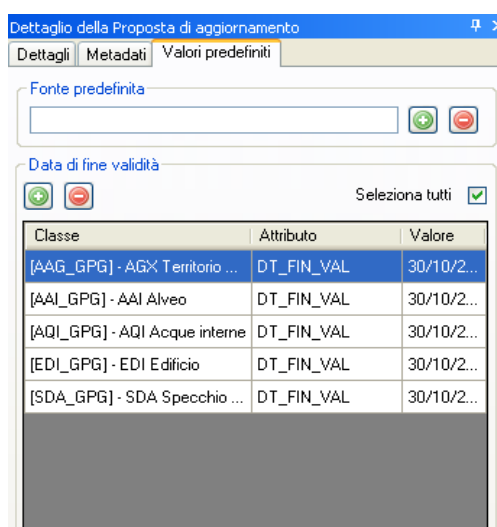 Dettaglio della Proposta di aggiornamento
Dettagli Metadati Valori predefiniti
Fonte predefinita
Data di fine validità
Seleziona tutti
Classe Attributo Valore
[AAG_GPG] - AGX Territorio ... DT_FIN_VAL 30/10/2...
[AAI_GPG] - AAI Alveo DT_FIN_VAL 30/10/2...
[AQI_GPG] - AQI Acque interne DT_FIN_VAL 30/10/2...
[EDI_GPG] - EDI Edificio DT_FIN_VAL 30/10/2...
[SDA_GPG] - SDA Specchio ... DT_FIN_VAL 30/10/2...